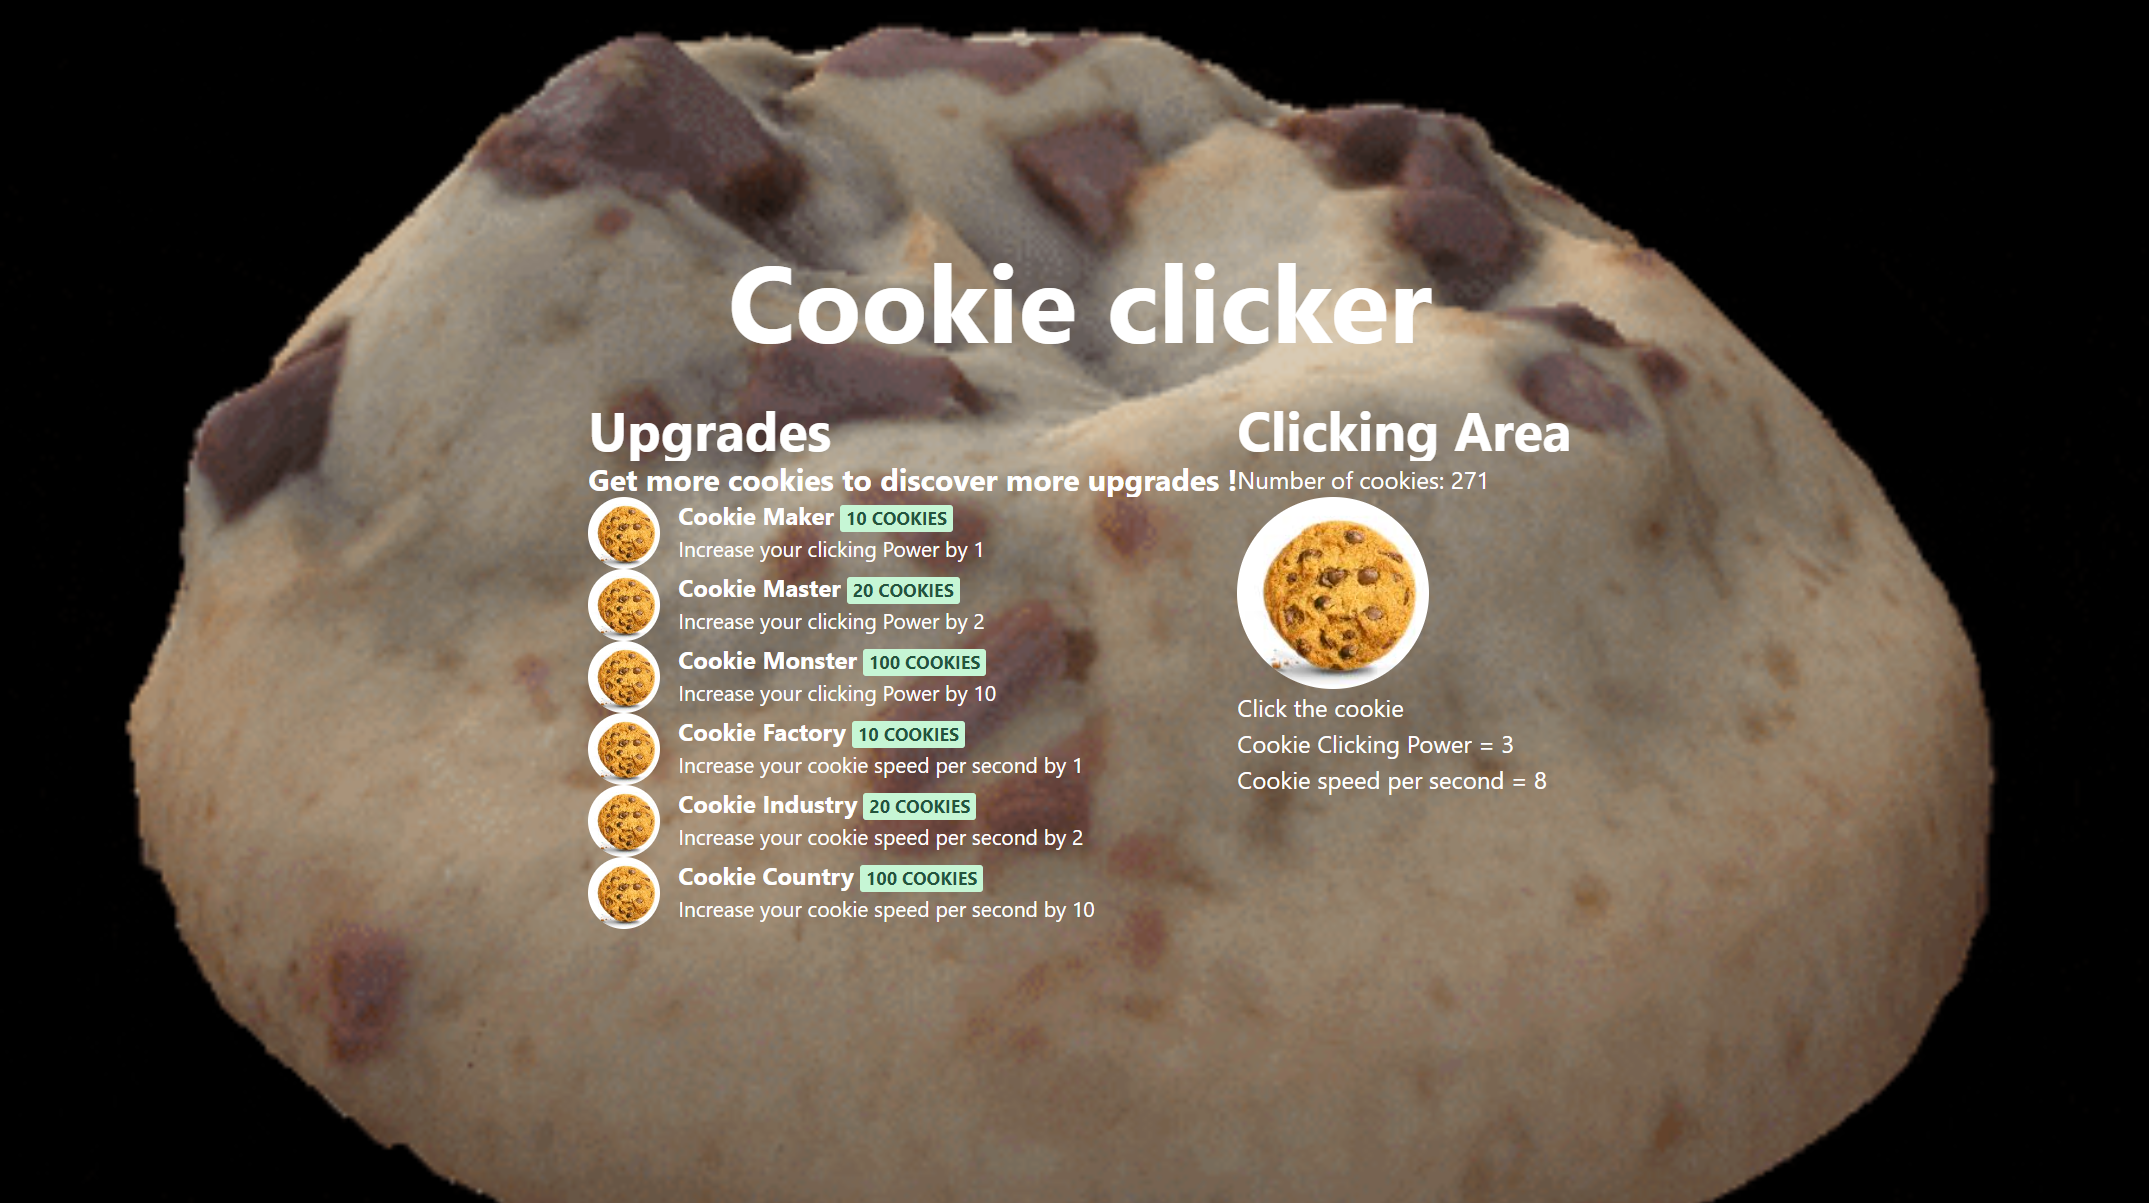 Cookie clicker
Upgrades
Get more cookies to discover more upgrades !
Cookie Maker 10 COOKIES
Increase your clicking Power by 1
Cookie Master 20 COOKIES
Increase your clicking Power by 2
Cookie Monster 100 COOKIES
Increase your clicking Power by 10
Cookie Factory 10 COOKIES
Increase your cookie speed per second by 1
Cookie Industry 20 COOKIES
Increase your cookie speed per second by 2
Cookie Country 100 COOKIES
Increase your cookie speed per second by 10
Clicking Area
Number of cookies: 271
Click the cookie
Cookie Clicking Power = 3
Cookie speed per second = 8